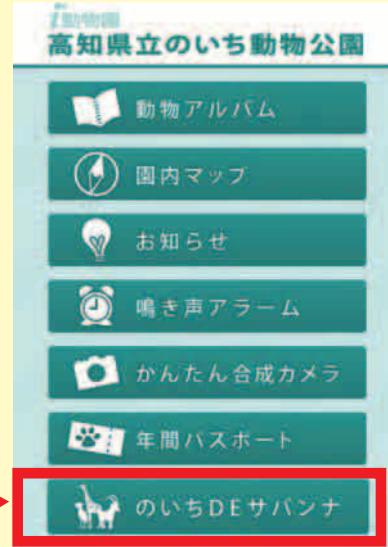 高知県立のいち動物公園
動物アルバム
園内マップ
お知らせ
鳴き声アラーム
かんたん合成カメラ
年間パスポート
のいちDEサバンナ